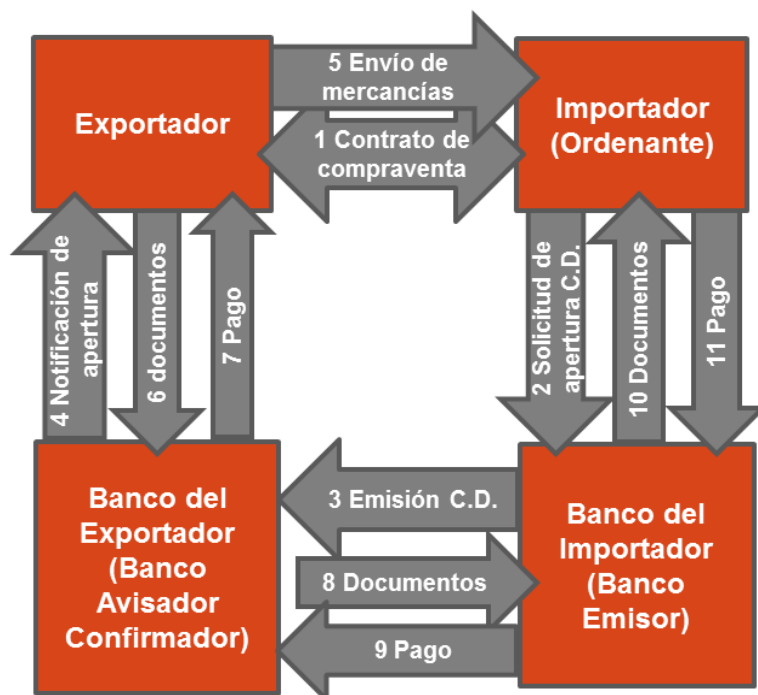 Exportador
5 Envío de
mercancías
1 Contrato de
compraventa
Importador
(Ordenante)
4 Notificación de
apertura
6 documentos
7 Pago
2 Solicitud de
apertura C.D.
10 Documentos
11 Pago
Banco del
Exportador
(Banco
Avisador
Confirmador)
3 Emisión C.D.
8 Documentos
9 Pago
Banco del
Importador
(Banco
Emisor)